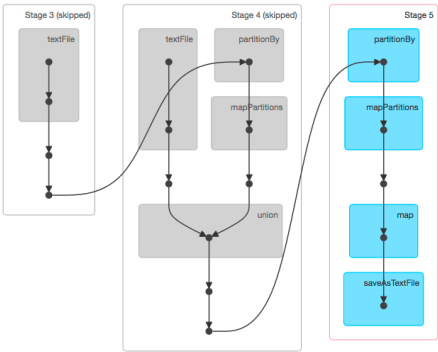 Stage 3 (skipped)
textFile
Stage 4 (skipped)
textFile
partitionBy
mapPartitions
union
Stage 5
partitionBy
mapPartitions
map
saveAsTextFile